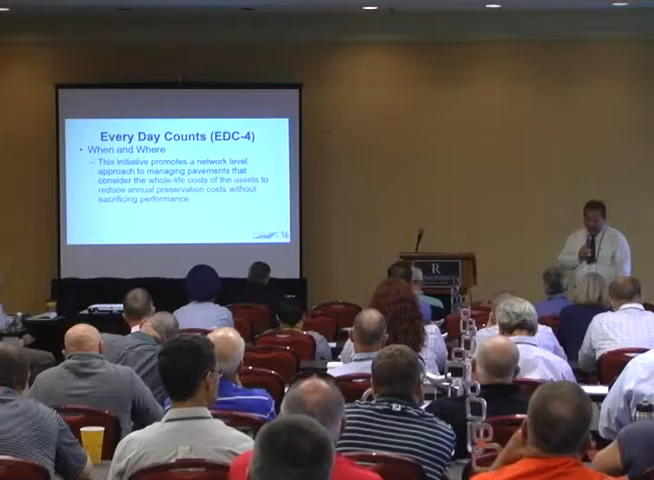 Every Day Counts (EDC-4)
• When and Where
– This initiative promotes a network level
approach to managing pavements that
consider the whole-life costs of the assets to
reduce annual preservation costs without
sacrificing performance
16
R